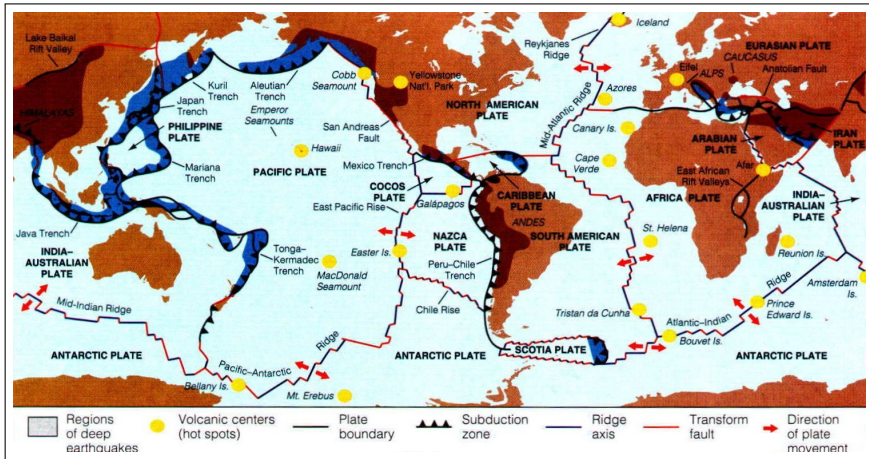 Lake Baikal
Rift Valley
HIMALAYAS
Kuril
Trench
Japan
Trench
PHILIPPINE
PLATE
Mariana
Trench
Java Trench
INDIA-
AUSTRALIAN
PLATE
Mid-Indian Ridge
ANTARCTIC PLATE
Aleutian
Trench
Emperor
Seamounts
Hawaii
PACIFIC PLATE
Tonga-
Kermadec
Trench
MacDonald
Seamount
Pacific-Antarctic
Ridge
Bellany Is.
Mt. Erebus
Cobb
Seamount
Yellowstone
Nat'l. Park
San Andreas
Fault
NORTH AMERICAN
PLATE
Mexico Trench
COCOS
PLATE
East Pacific Rise
Galápagos
CARIBBEAN
PLATE
ANDES
Easter Is.
NAZCA
PLATE
SOUTH AMERICAN
PLATE
Peru-Chile
Trench
Chile Rise
ANTARCTIC PLATE
SCOTIA PLATE
Iceland
Reykjanes
Ridge
Mid-Atlantic Ridge
Azores
Canary Is.
Cape
Verde
St. Helena
Tristan da Cunha
Bouvet Is.
Atlantic-Indian
Ridge
Prince
Edward Is.
EURASIAN PLATE
Eifel
ALPS
CAUCASUS
Anatolian Fault
ARABIAN
PLATE
IRAN
PLATE
Afar
East African
Rift Valleys
AFRICA PLATE
INDIA-
AUSTRALIAN
PLATE
Reunion Is.
Amsterdam
Is.
ANTARCTIC PLATE
Regions
of deep
earthquakes
Volcanic centers
(hot spots)
Plate
boundary
Subduction
zone
Ridge
axis
Transform
fault
Direction
of plate
movement